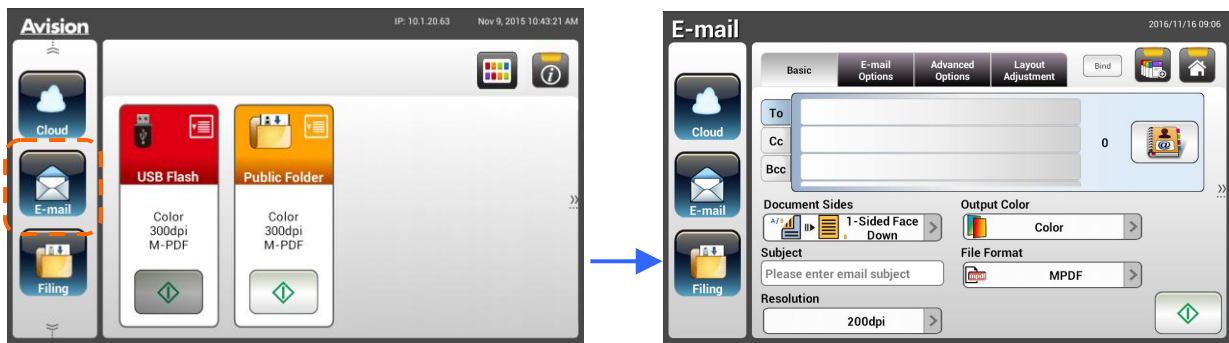 Avision
IP: 10.1.20.63
Nov 9, 2015 10:43:21 AM
Cloud
E-mail
Filing
USB Flash
Color
300dpi
M-PDF
Public Folder
Color
300dpi
M-PDF
E-mail
2016/11/16 09:06
Cloud
E-mail
Filing
Basic
E-mail
Options
Advanced
Options
Layout
Adjustment
Bind
To
Cc
Bcc
0
Document Sides
1-Sided Face
Down
Output Color
Color
Subject
Please enter email subject
File Format
MPDF
Resolution
200dpi